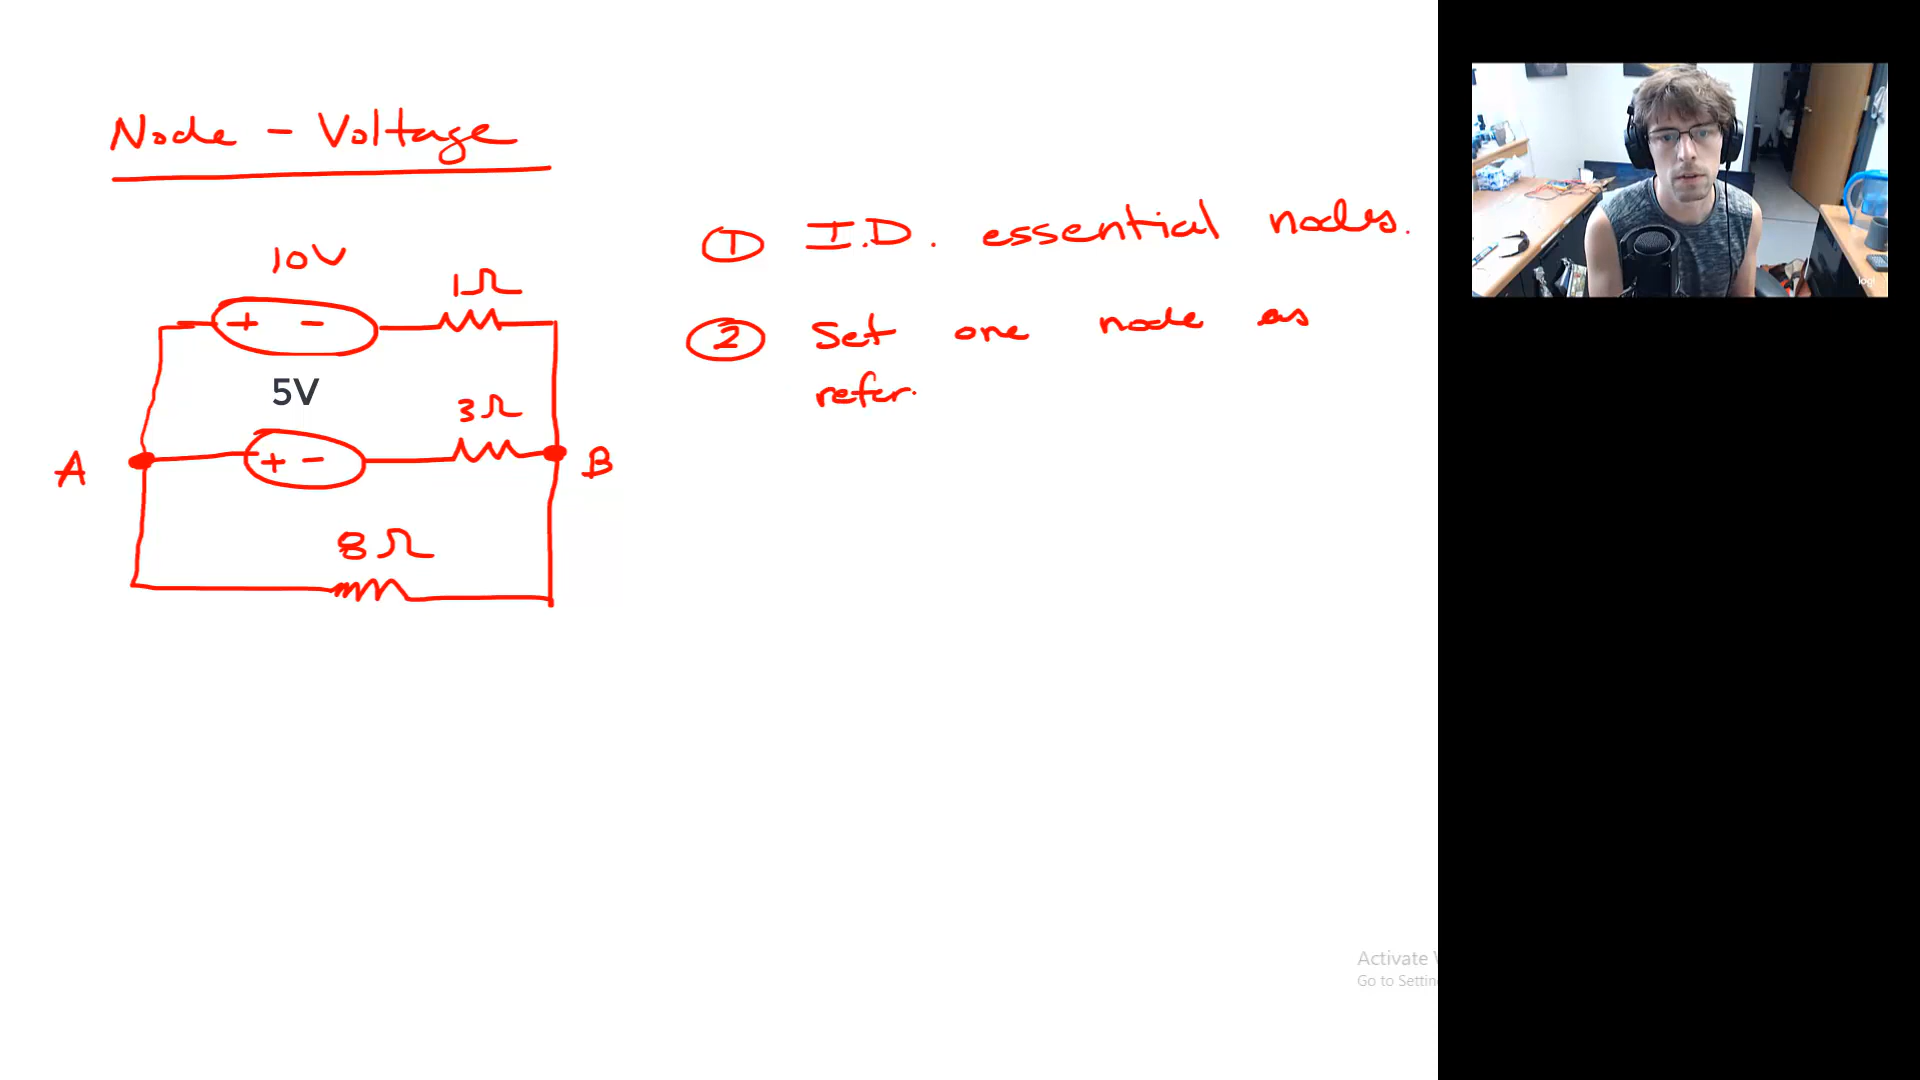 Node - Voltage
① I.D. essential nodes.
10V
1Ω
② Set one node as
refer.
+ -
5V
3Ω
A
+ -
B
8Ω
Activate
Go to Settin
logi